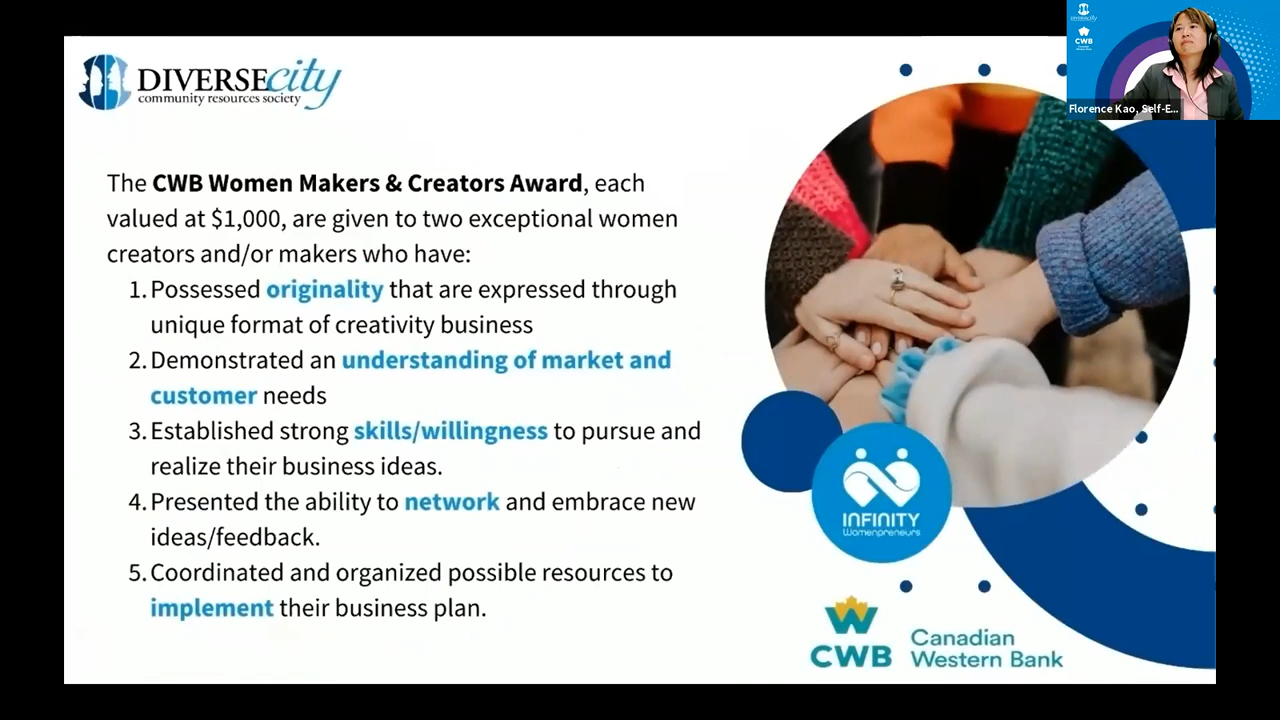 DIVERSEcity
community resources society
CWB
Florence Kao, Self-E...
The CWB Women Makers & Creators Award, each
valued at $1,000, are given to two exceptional women
creators and/or makers who have:
1. Possessed originality that are expressed through
unique format of creativity business
2. Demonstrated an understanding of market and
customer needs
3. Established strong skills/willingness to pursue and
realize their business ideas.
4. Presented the ability to network and embrace new
ideas/feedback.
5. Coordinated and organized possible resources to
implement their business plan.
INFINITY
Womenpreneurs
CWB
Canadian
Western Bank